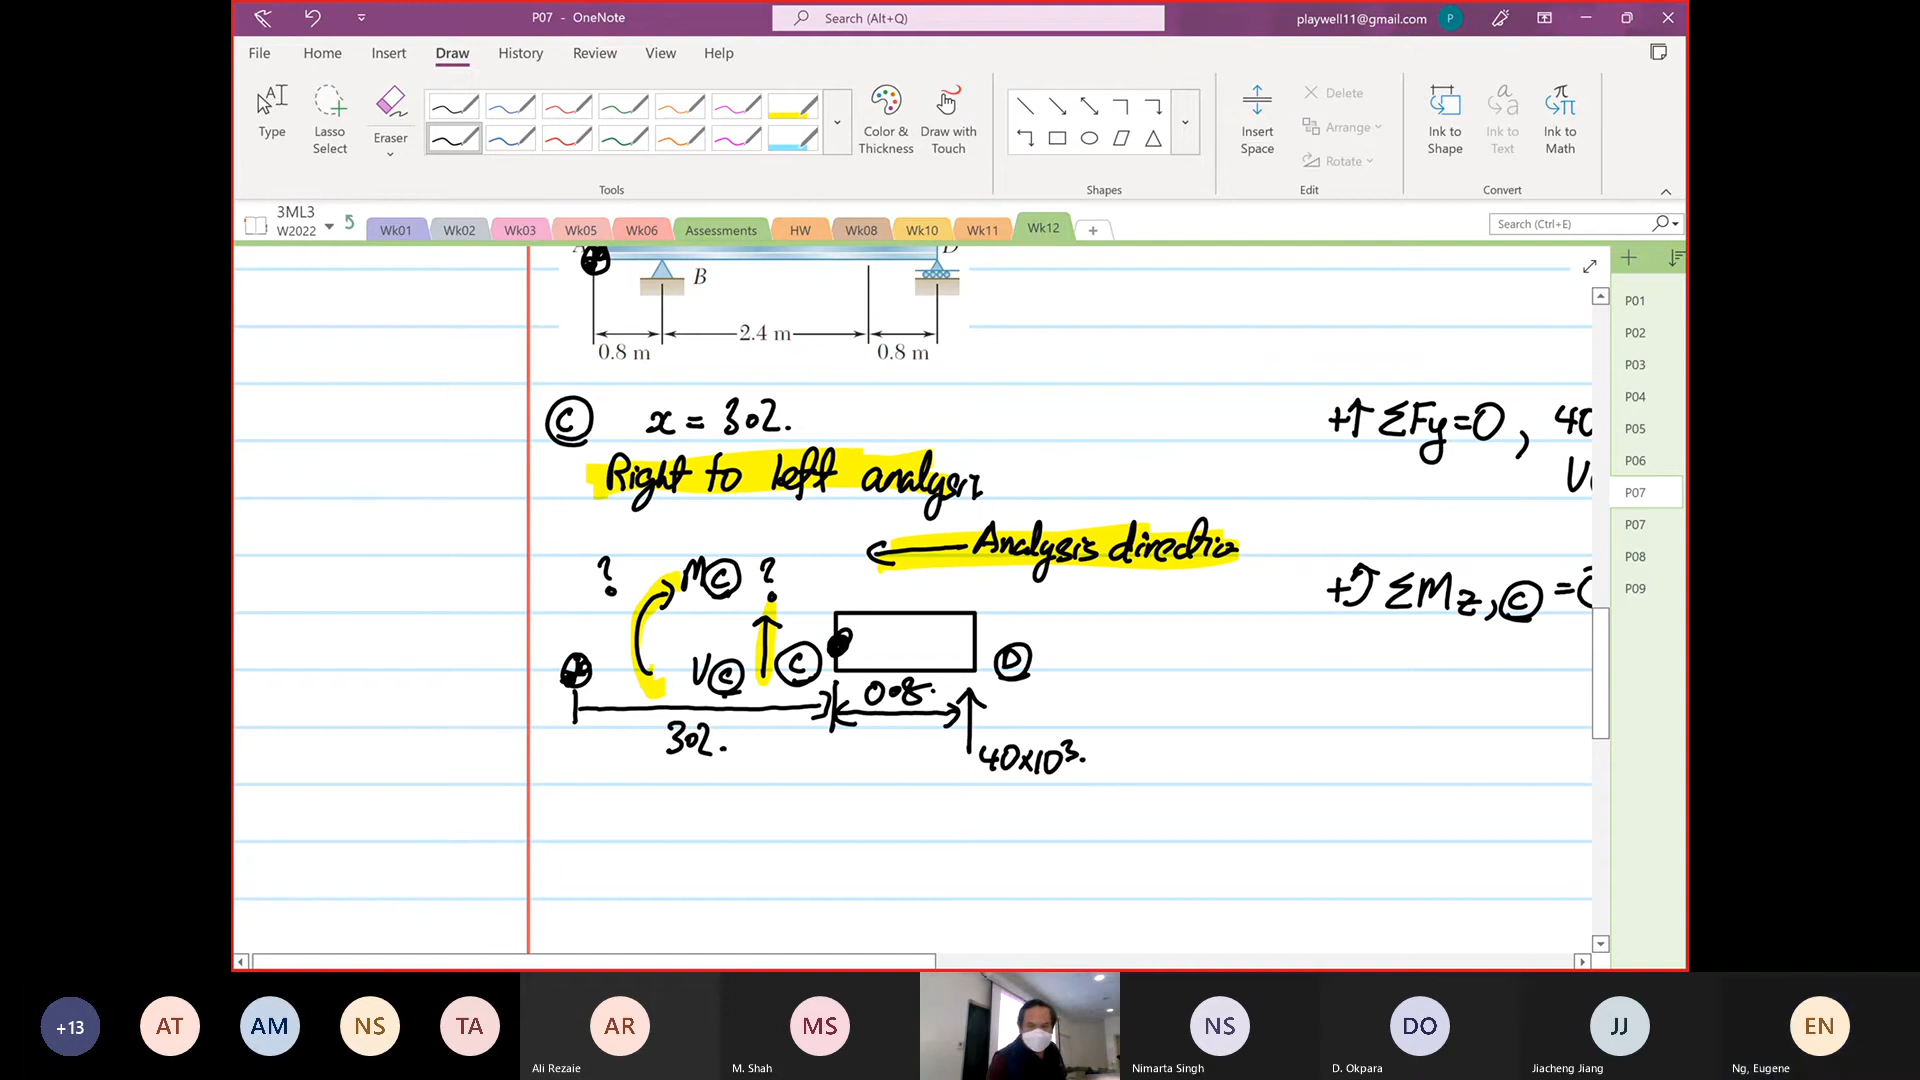 P07 - OneNote
Search (Alt+Q)
playwell11@gmail.com
P
File Home Insert Draw History Review View Help
Type
Lasso Select
Eraser
Color & Thickness
Draw with Touch
Insert Space
Delete
Arrange
Rotate
Ink to Shape
Ink to Text
Ink to Math
Tools
Shapes
Edit
Convert
3ML3
W2022
Wk01 Wk02 Wk03 Wk05 Wk06 Assessments HW Wk08 Wk10 Wk11 Wk12
Search (Ctrl+E)
B
2.4 m
0.8 m
0.8 m
C x = 3.2.
Right to left analysis
← Analysis directio
? M C ?
V C C D
0.8.
3.2.
40×10³.
+↑ ΣFy=0, 40
+ ΣMz, C =0
P01
P02
P03
P04
P05
P06
P07
P07
P08
P09
+13 AT AM NS TA AR MS NS DO JJ EN
Ali Rezaie
M. Shah
Nimarta Singh
D. Okpara
Jiacheng Jiang
Ng, Eugene